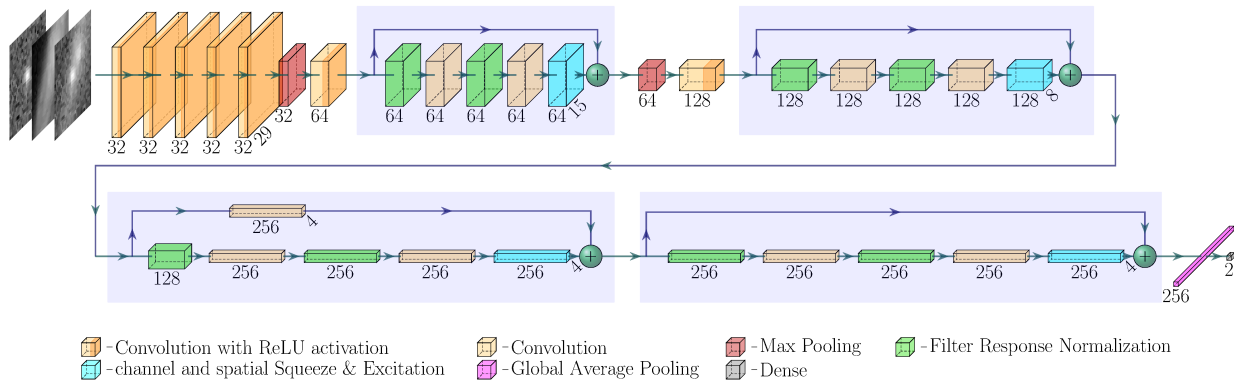 32 32 32 32 32 29 32 64 64 64 64 64 64 15 + 64 128 128 128 128 128 128 8 +
256 4
128 256 256 256 256 4 + 256 256 256 256 256 4 + 256 2
-Convolution with ReLU activation -Convolution -Max Pooling -Filter Response Normalization
-channel and spatial Squeeze & Excitation -Global Average Pooling -Dense